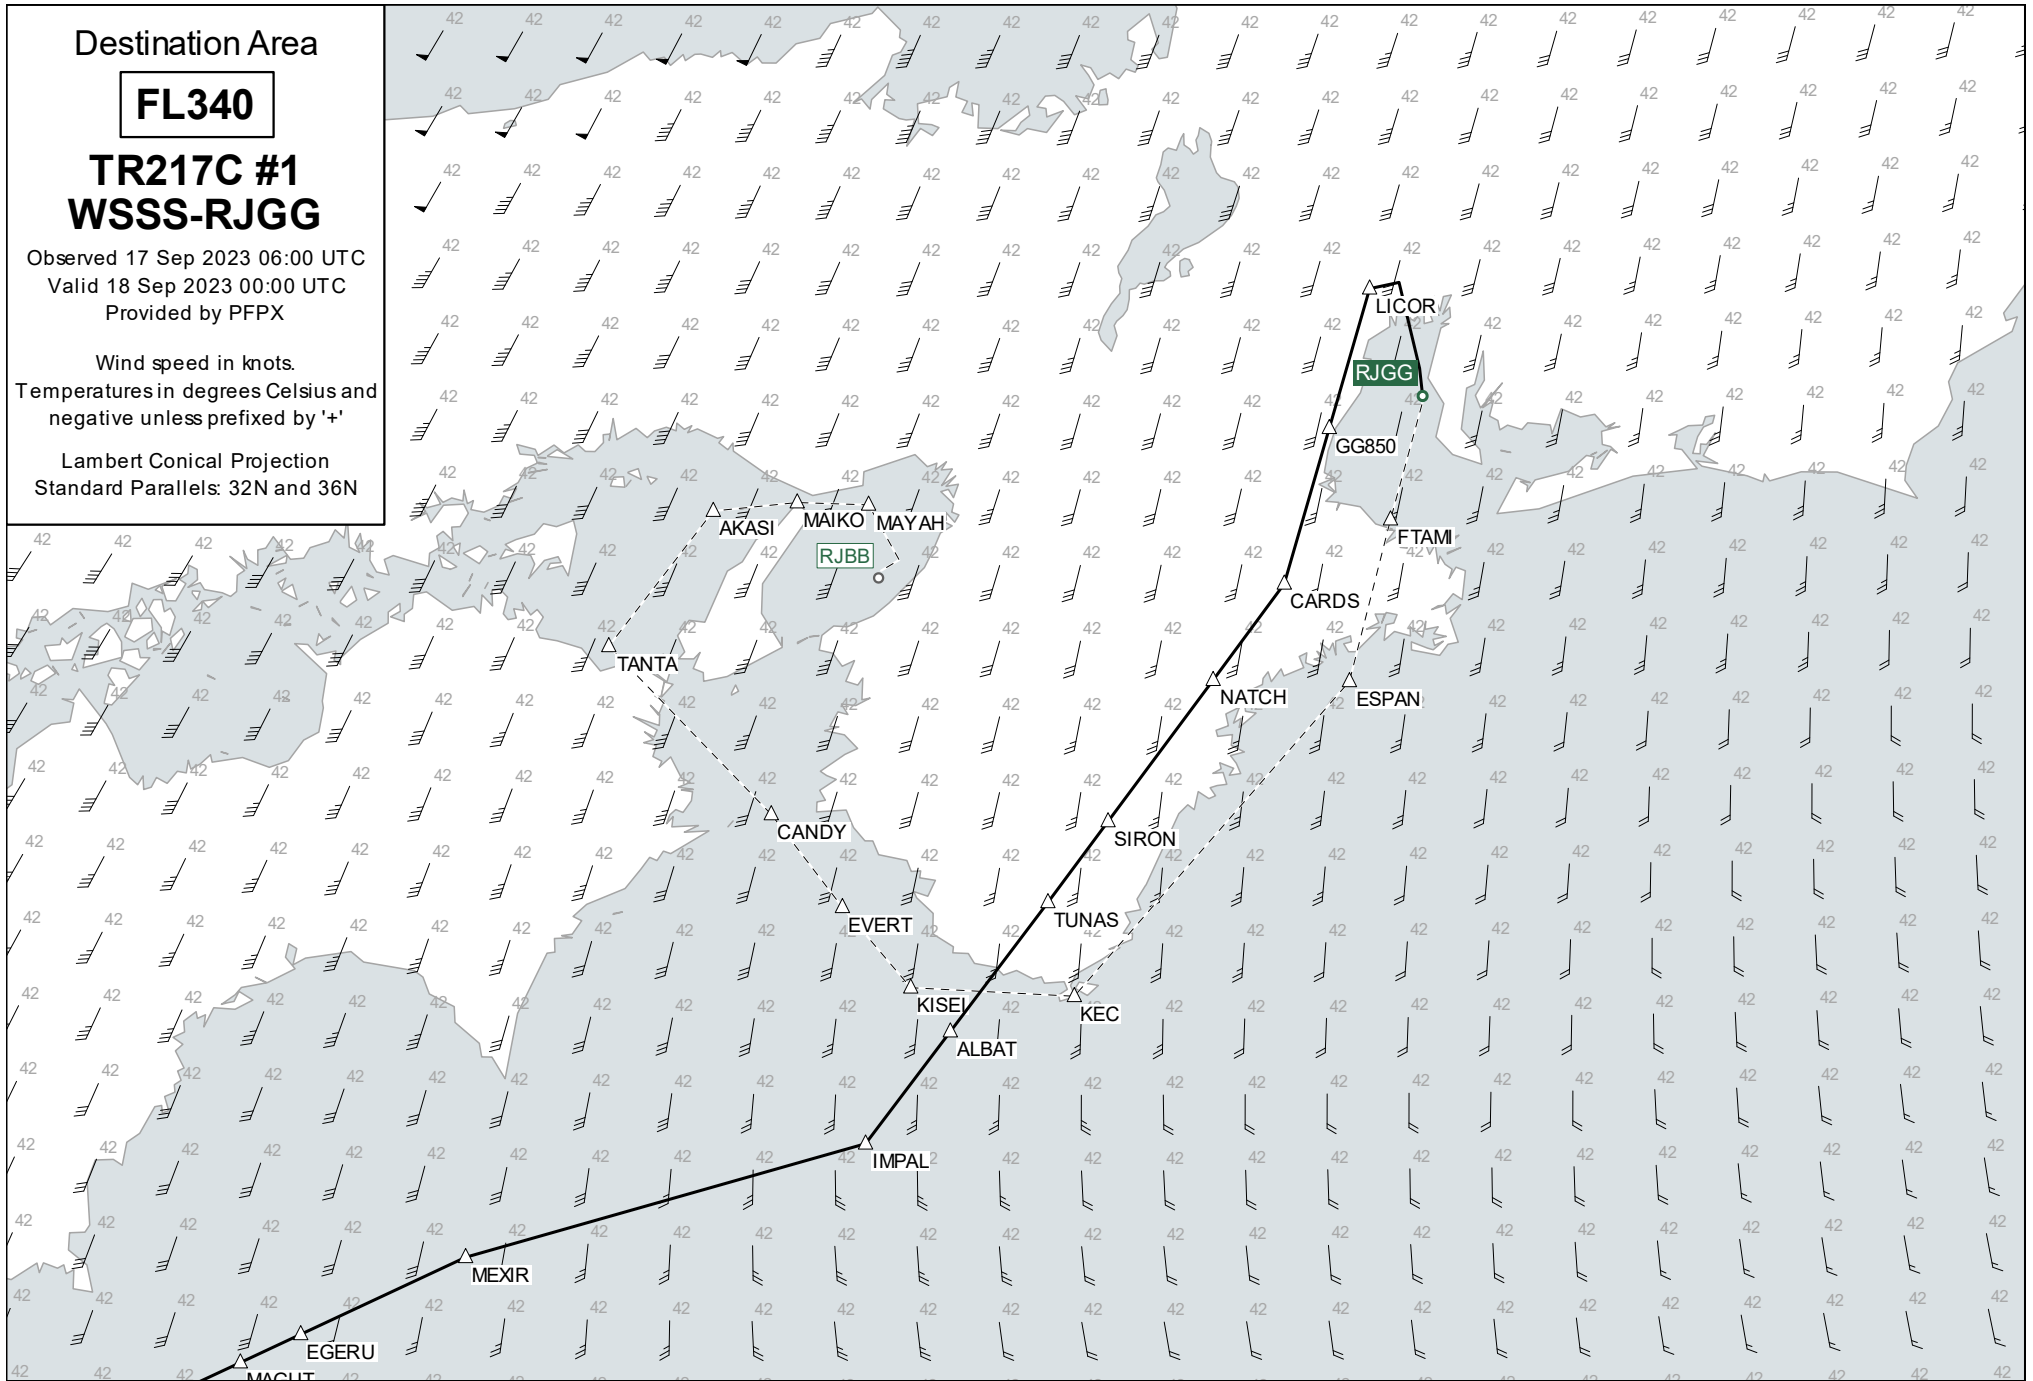 Destination Area
FL340
TR217C #1
WSSS-RJGG
Observed 17 Sep 2023 06:00 UTC
Valid 18 Sep 2023 00:00 UTC
Provided by PFPX
Wind speed in knots.
Temperatures in degrees Celsius and
negative unless prefixed by '+'
Lambert Conical Projection
Standard Parallels: 32N and 36N
42
LICOR
RJGG
GG850
AKASI
MAIKO
MAYAH
FTAMI
RJBB
CARDS
TANTA
NATCH
ESPAN
CANDY
SIRON
EVERT
TUNAS
KISEI
KEC
ALBAT
IMPAL
MEXIR
EGERU